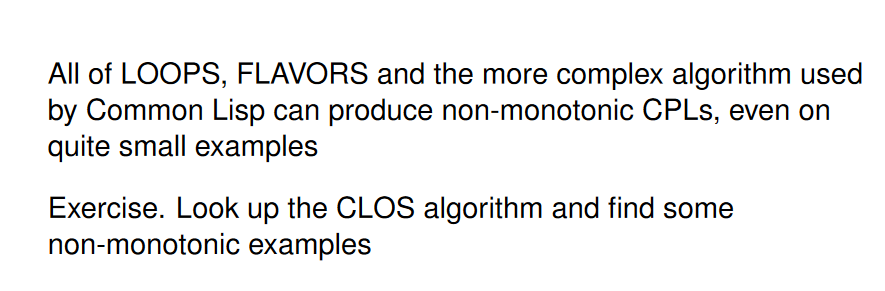 All of LOOPS, FLAVORS and the more complex algorithm used
by Common Lisp can produce non-monotonic CPLs, even on
quite small examples
Exercise. Look up the CLOS algorithm and find some
non-monotonic examples